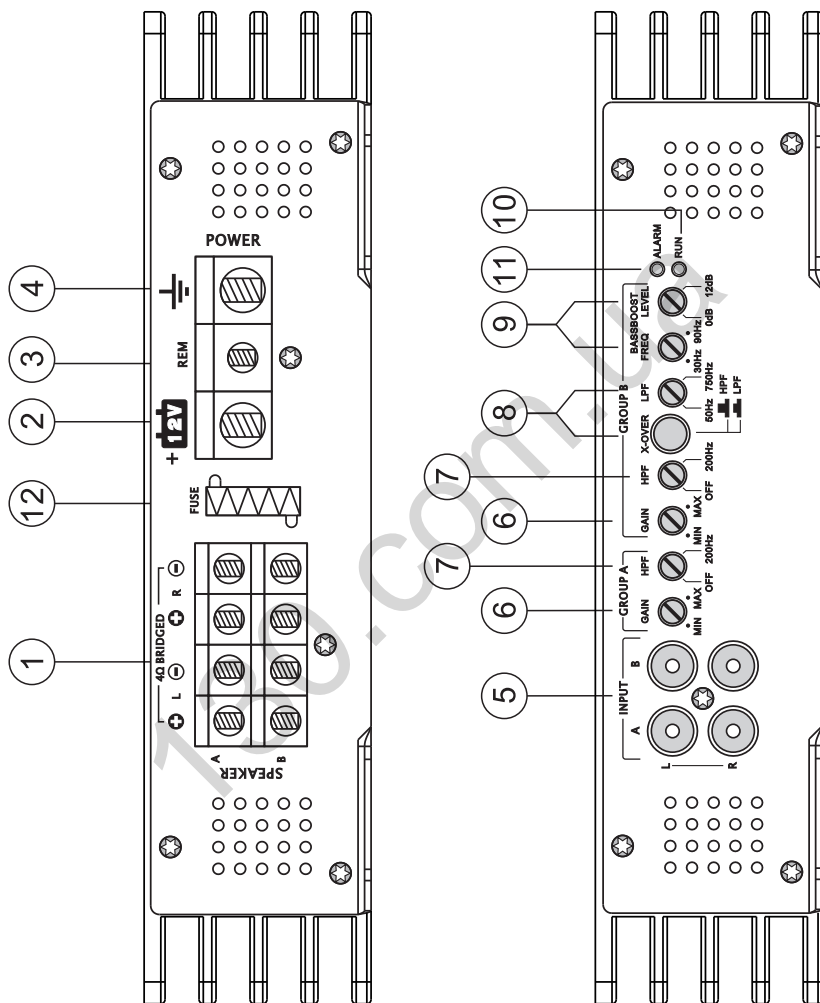 1
12
2
3
4
4Ω BRIDGED
+ L - + R -
A
B
SPEAKER
FUSE
+ 12V
REM
POWER
5
6
7
6
7
8
9
11
10
INPUT
A
B
L
R
GROUP A
GAIN
MIN MAX
HPF
OFF 200Hz
GROUP B
GAIN
MIN MAX
HPF
OFF 200Hz
X-OVER
HPF
LPF
LPF
50Hz 750Hz
BASSBOOST
FREQ
30Hz 90Hz
LEVEL
0dB 12dB
ALARM
RUN
130.com.ua